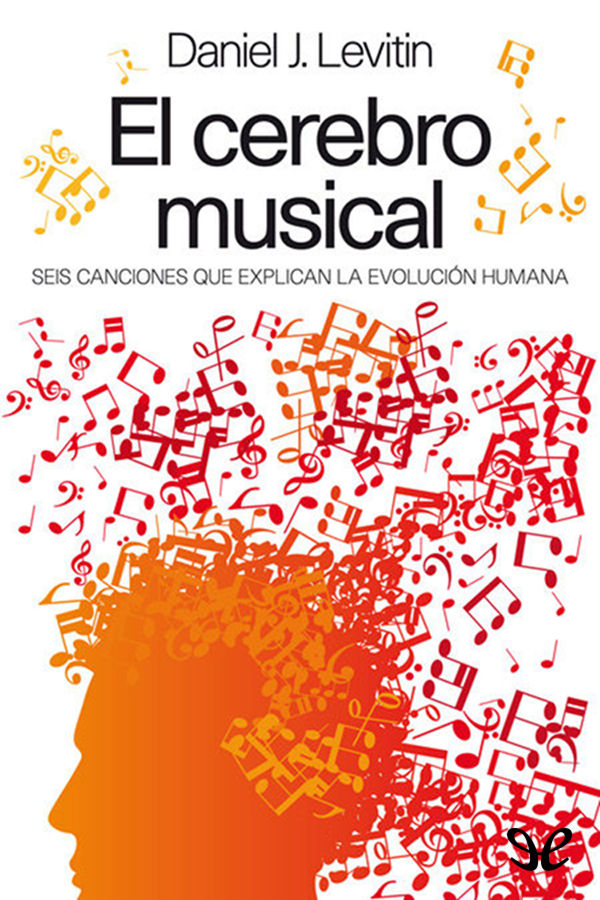 Daniel J. Levitin
El cerebro
musical
SEIS CANCIONES QUE EXPLICAN LA EVOLUCIÓN HUMANA